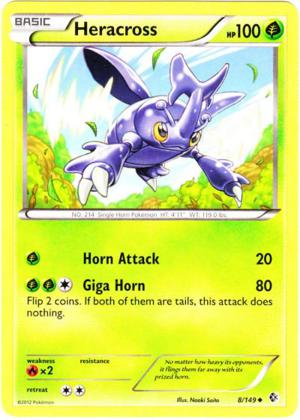 BASIC
Heracross HP100
NO. 214 Single Horn Pokémon HT. 4'11" WT. 119.0 lbs.
Horn Attack 20
Giga Horn 80
Flip 2 coins. If both of them are tails, this attack does
nothing.
weakness resistance
×2
retreat
No matter how heavy its opponents,
it flings them far away with its
prized horn.
Illus. Naoki Saito 8/149
©2012 Pokémon